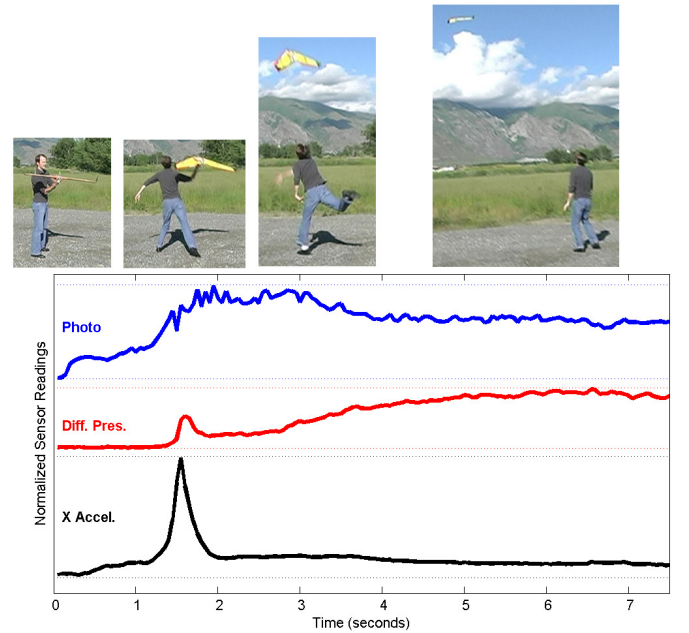 Normalized Sensor Readings
Photo
Diff. Pres.
X Accel.
0 1 2 3 4 5 6 7
Time (seconds)